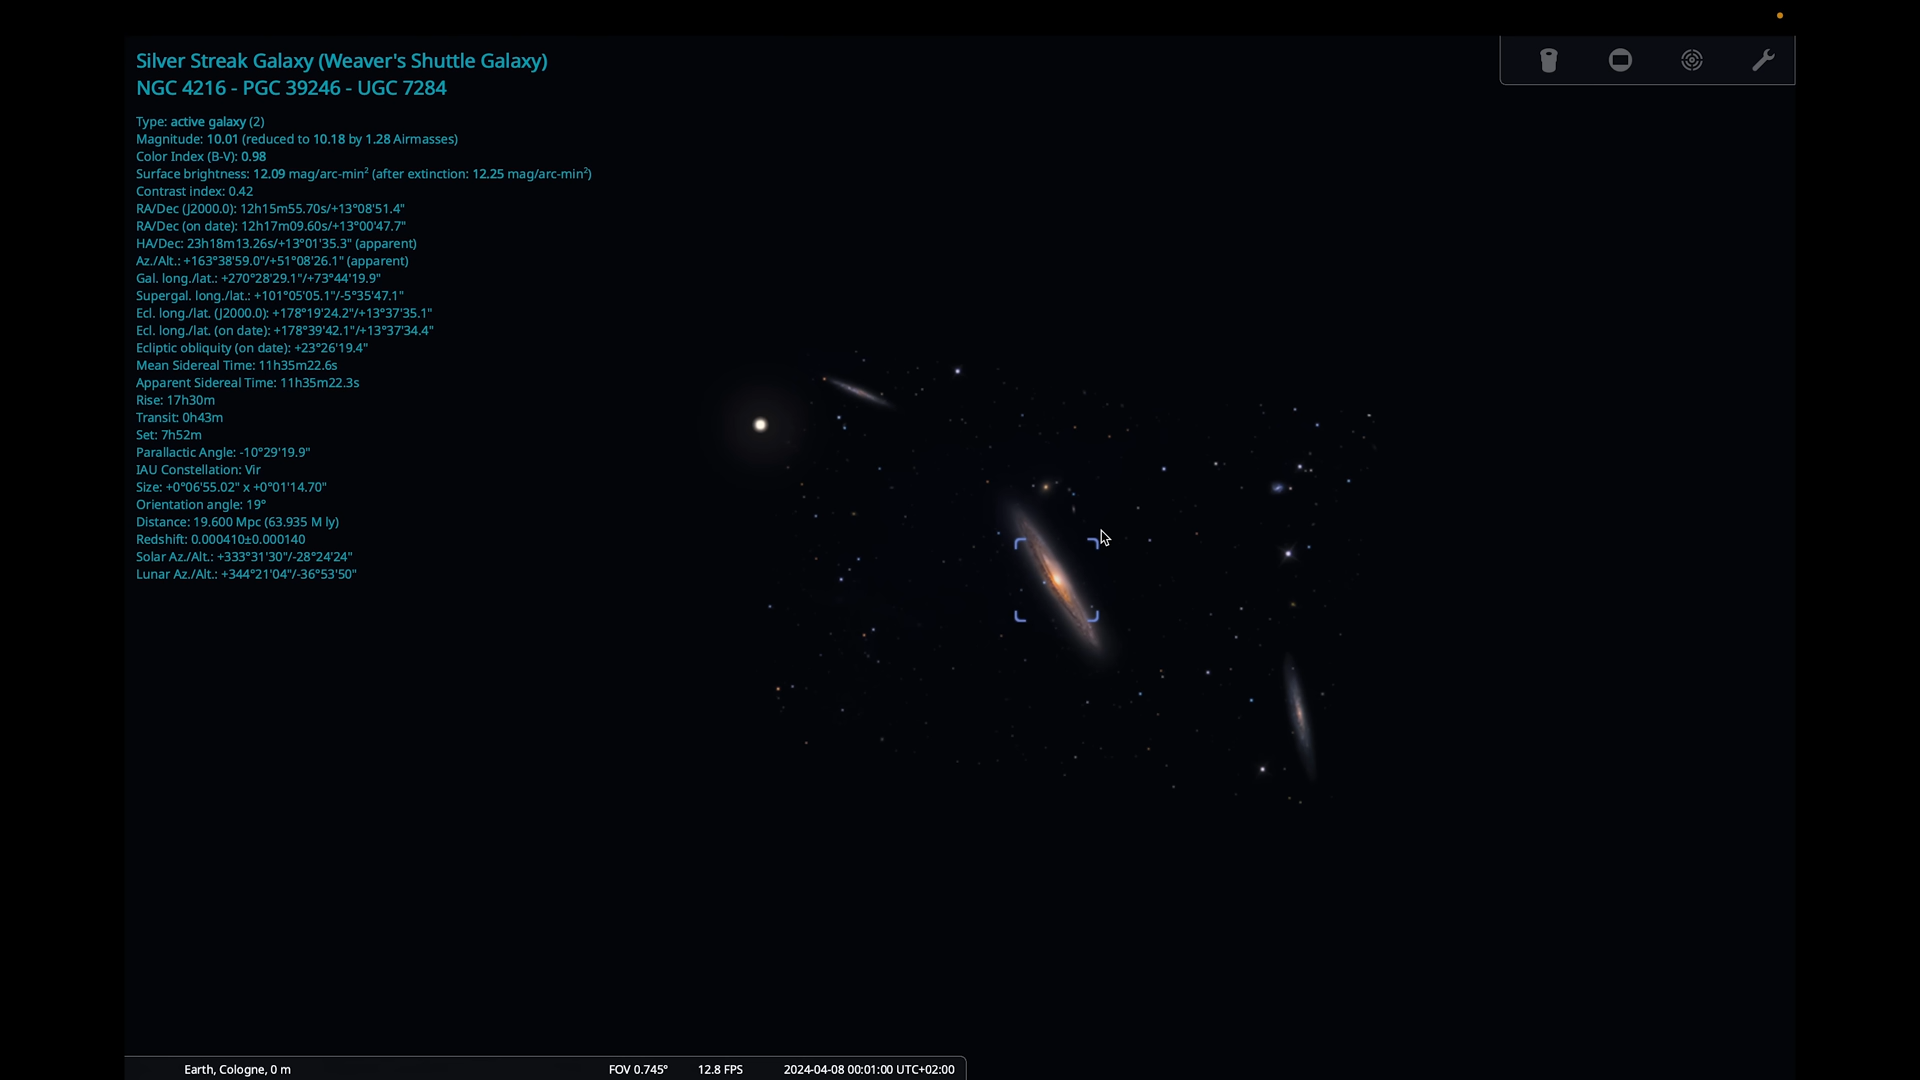 Silver Streak Galaxy (Weaver's Shuttle Galaxy)
NGC 4216 - PGC 39246 - UGC 7284
Type: active galaxy (2)
Magnitude: 10.01 (reduced to 10.18 by 1.28 Airmasses)
Color Index (B-V): 0.98
Surface brightness: 12.09 mag/arc-min² (after extinction: 12.25 mag/arc-min²)
Contrast index: 0.42
RA/Dec (J2000.0): 12h15m55.70s/+13°08'51.4"
RA/Dec (on date): 12h17m09.60s/+13°00'47.7"
HA/Dec: 23h18m13.26s/+13°01'35.3" (apparent)
Az./Alt.: +163°38'59.0"/+51°08'26.1" (apparent)
Gal. long./lat.: +270°28'29.1"/+73°44'19.9"
Supergal. long./lat.: +101°05'05.1"/-5°35'47.1"
Ecl. long./lat. (J2000.0): +178°19'24.2"/+13°37'35.1"
Ecl. long./lat. (on date): +178°39'42.1"/+13°37'34.4"
Ecliptic obliquity (on date): +23°26'19.4"
Mean Sidereal Time: 11h35m22.6s
Apparent Sidereal Time: 11h35m22.3s
Rise: 17h30m
Transit: 0h43m
Set: 7h52m
Parallactic Angle: -10°29'19.9"
IAU Constellation: Vir
Size: +0°06'55.02" x +0°01'14.70"
Orientation angle: 19°
Distance: 19.600 Mpc (63.935 M ly)
Redshift: 0.000410±0.000140
Solar Az./Alt.: +333°31'30"/-28°24'24"
Lunar Az./Alt.: +344°21'04"/-36°53'50"
Earth, Cologne, 0 m FOV 0.745° 12.8 FPS 2024-04-08 00:01:00 UTC+02:00